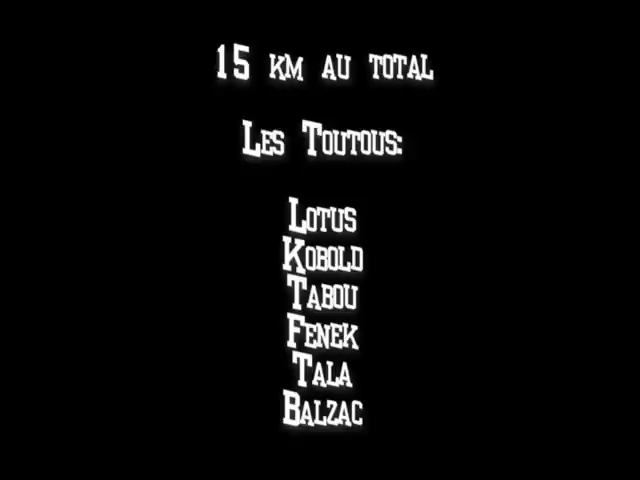 15 km au total
Les Toutous:
Lotus
Kobold
Tabou
Fenek
Tala
Balzac